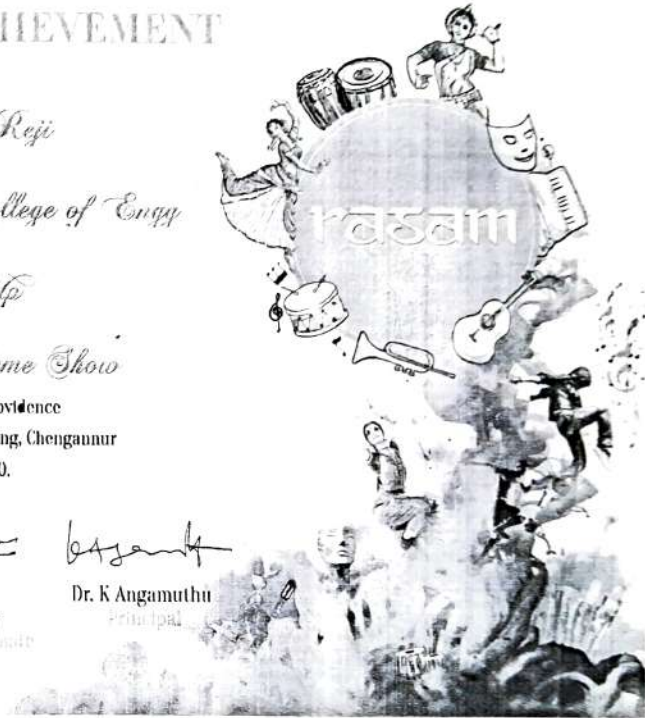 HIEVEMENT
Reji
llege of Engg
me Show
ovidence
ng, Chengannur
0.
rasam
Dr. K Angamuthu
Principal